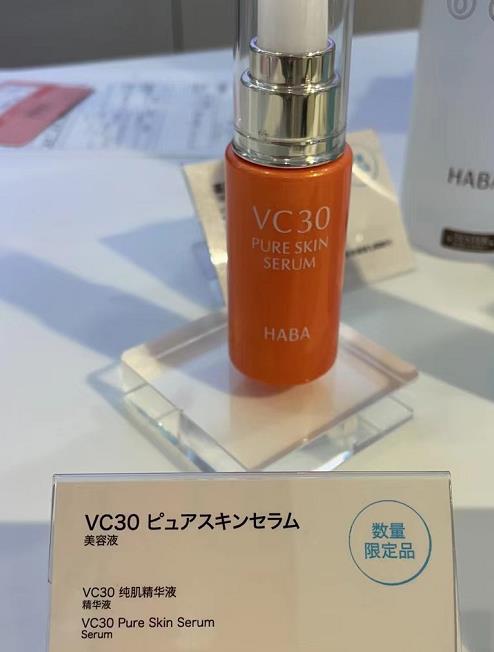 VC30
PURE SKIN
SERUM
HABA
HABA
TESTER
VC30 ピュアスキンセラム
美容液
数量
限定品
VC30 纯肌精华液
精华液
VC30 Pure Skin Serum
Serum